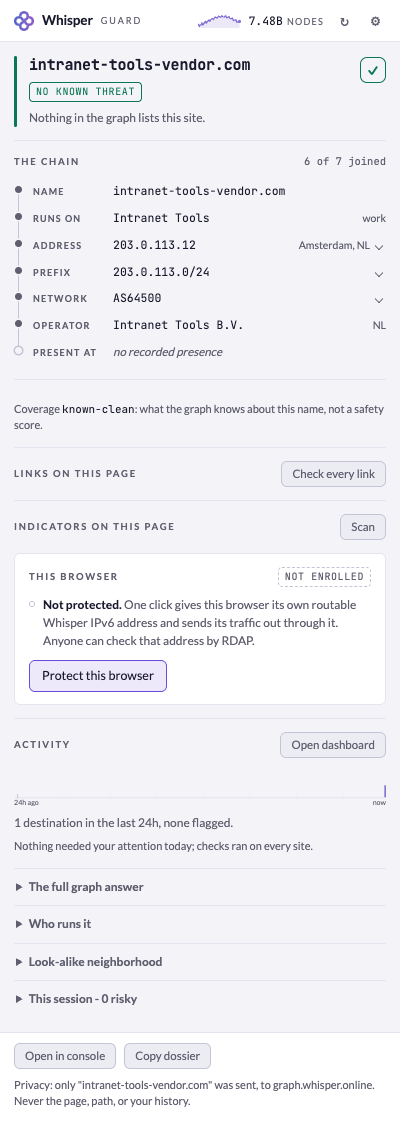 Whisper GUARD 7.48B NODES ↻ ⚙
intranet-tools-vendor.com
NO KNOWN THREAT
Nothing in the graph lists this site.
THE CHAIN 6 of 7 joined
NAME intranet-tools-vendor.com
RUNS ON Intranet Tools work
ADDRESS 203.0.113.12 Amsterdam, NL
PREFIX 203.0.113.0/24
NETWORK AS64500
OPERATOR Intranet Tools B.V. NL
PRESENT AT no recorded presence
Coverage known-clean: what the graph knows about this name, not a safety
score.
LINKS ON THIS PAGE Check every link
INDICATORS ON THIS PAGE Scan
THIS BROWSER NOT ENROLLED
Not protected. One click gives this browser its own routable
Whisper IPv6 address and sends its traffic out through it.
Anyone can check that address by RDAP.
Protect this browser
ACTIVITY Open dashboard
24h ago now
1 destination in the last 24h, none flagged.
Nothing needed your attention today; checks ran on every site.
The full graph answer
Who runs it
Look-alike neighborhood
This session - 0 risky
Open in console Copy dossier
Privacy: only "intranet-tools-vendor.com" was sent, to graph.whisper.online.
Never the page, path, or your history.